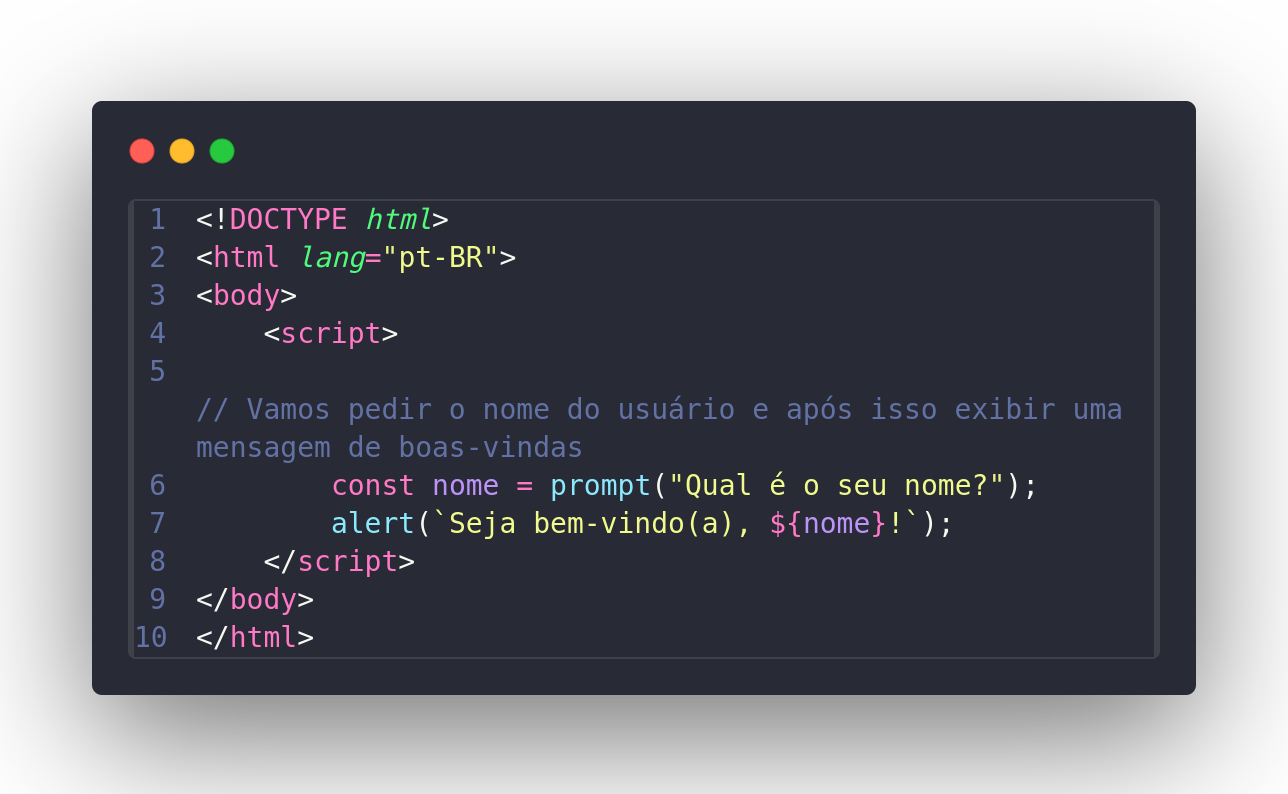 1 <!DOCTYPE html>
2 <html lang="pt-BR">
3 <body>
4     <script>
5
// Vamos pedir o nome do usuário e após isso exibir uma
mensagem de boas-vindas
6         const nome = prompt("Qual é o seu nome?");
7         alert(`Seja bem-vindo(a), ${nome}!`);
8     </script>
9 </body>
10 </html>